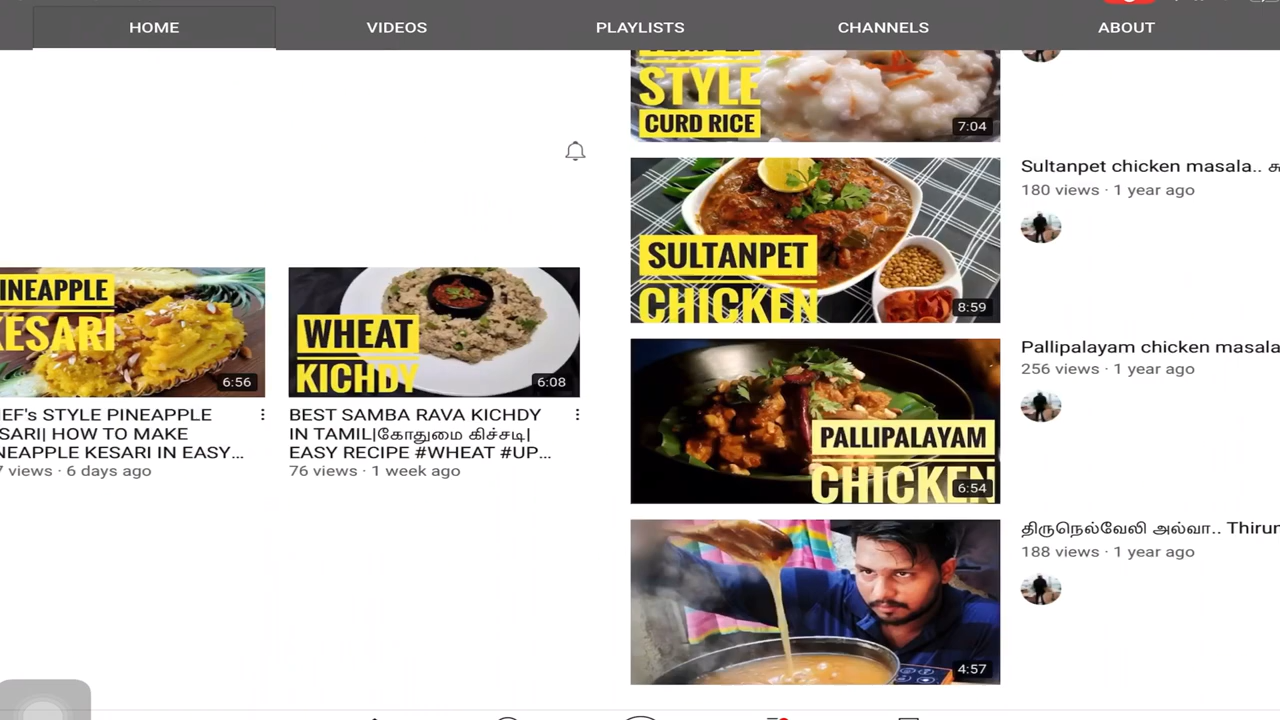 HOME
VIDEOS
PLAYLISTS
CHANNELS
ABOUT
STYLE
CURD RICE
7:04
Sultanpet chicken masala..
180 views · 1 year ago
SULTANPET
CHICKEN
8:59
INEAPPLE
KESARI
6:56
WHEAT
KICHDY
6:08
EF's STYLE PINEAPPLE
SARI| HOW TO MAKE
NEAPPLE KESARI IN EASY...
views · 6 days ago
BEST SAMBA RAVA KICHDY
IN TAMIL|கோதுமை கிச்சடி|
EASY RECIPE #WHEAT #UP...
76 views · 1 week ago
Pallipalayam chicken masala
256 views · 1 year ago
PALLIPALAYAM
CHICKEN
6:54
திருநெல்வேலி அல்வா.. Thirun
188 views · 1 year ago
4:57